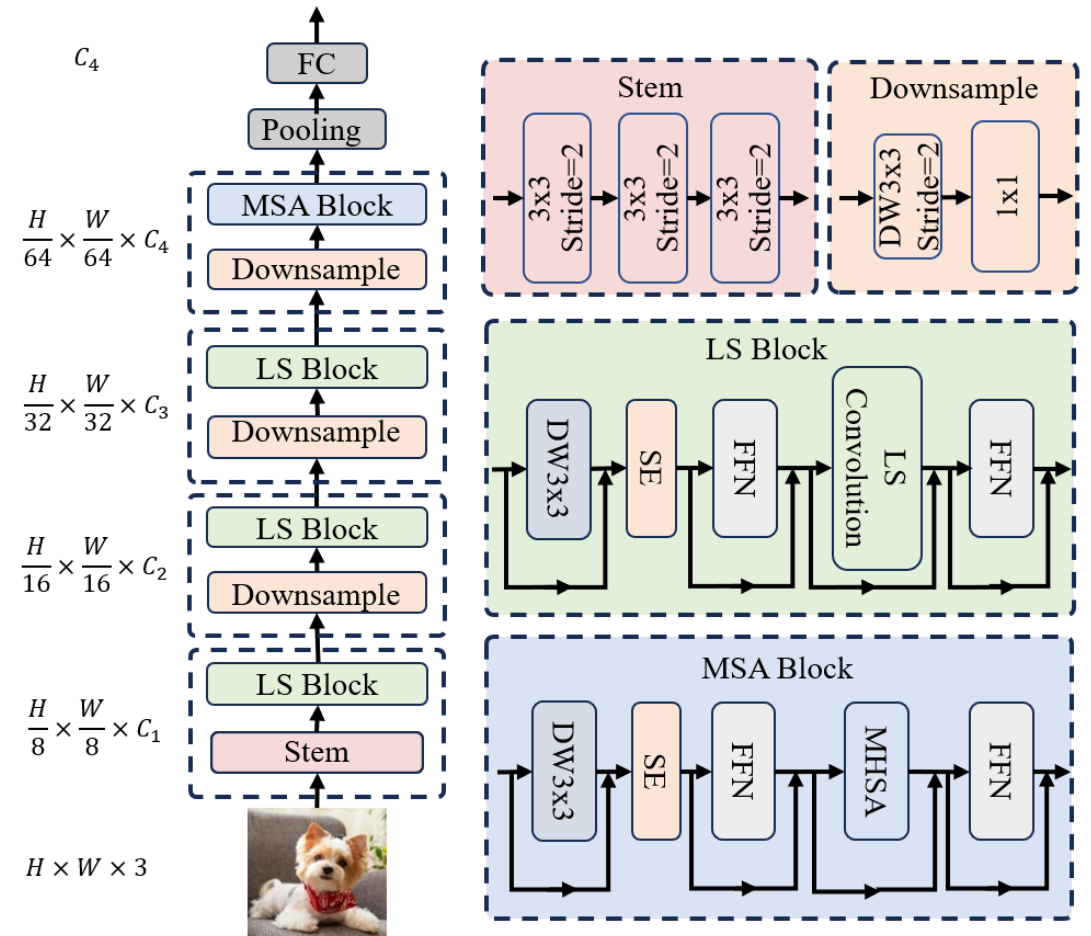 C₄
FC
Pooling
H/64 × W/64 × C₄
MSA Block
Downsample
H/32 × W/32 × C₃
LS Block
Downsample
H/16 × W/16 × C₂
LS Block
Downsample
H/8 × W/8 × C₁
LS Block
Stem
H × W × 3
Stem
3x3
Stride=2
3x3
Stride=2
3x3
Stride=2
Downsample
DW3x3
Stride=2
1x1
LS Block
DW3x3
SE
FFN
LS
Convolution
FFN
MSA Block
DW3x3
SE
FFN
MHSA
FFN